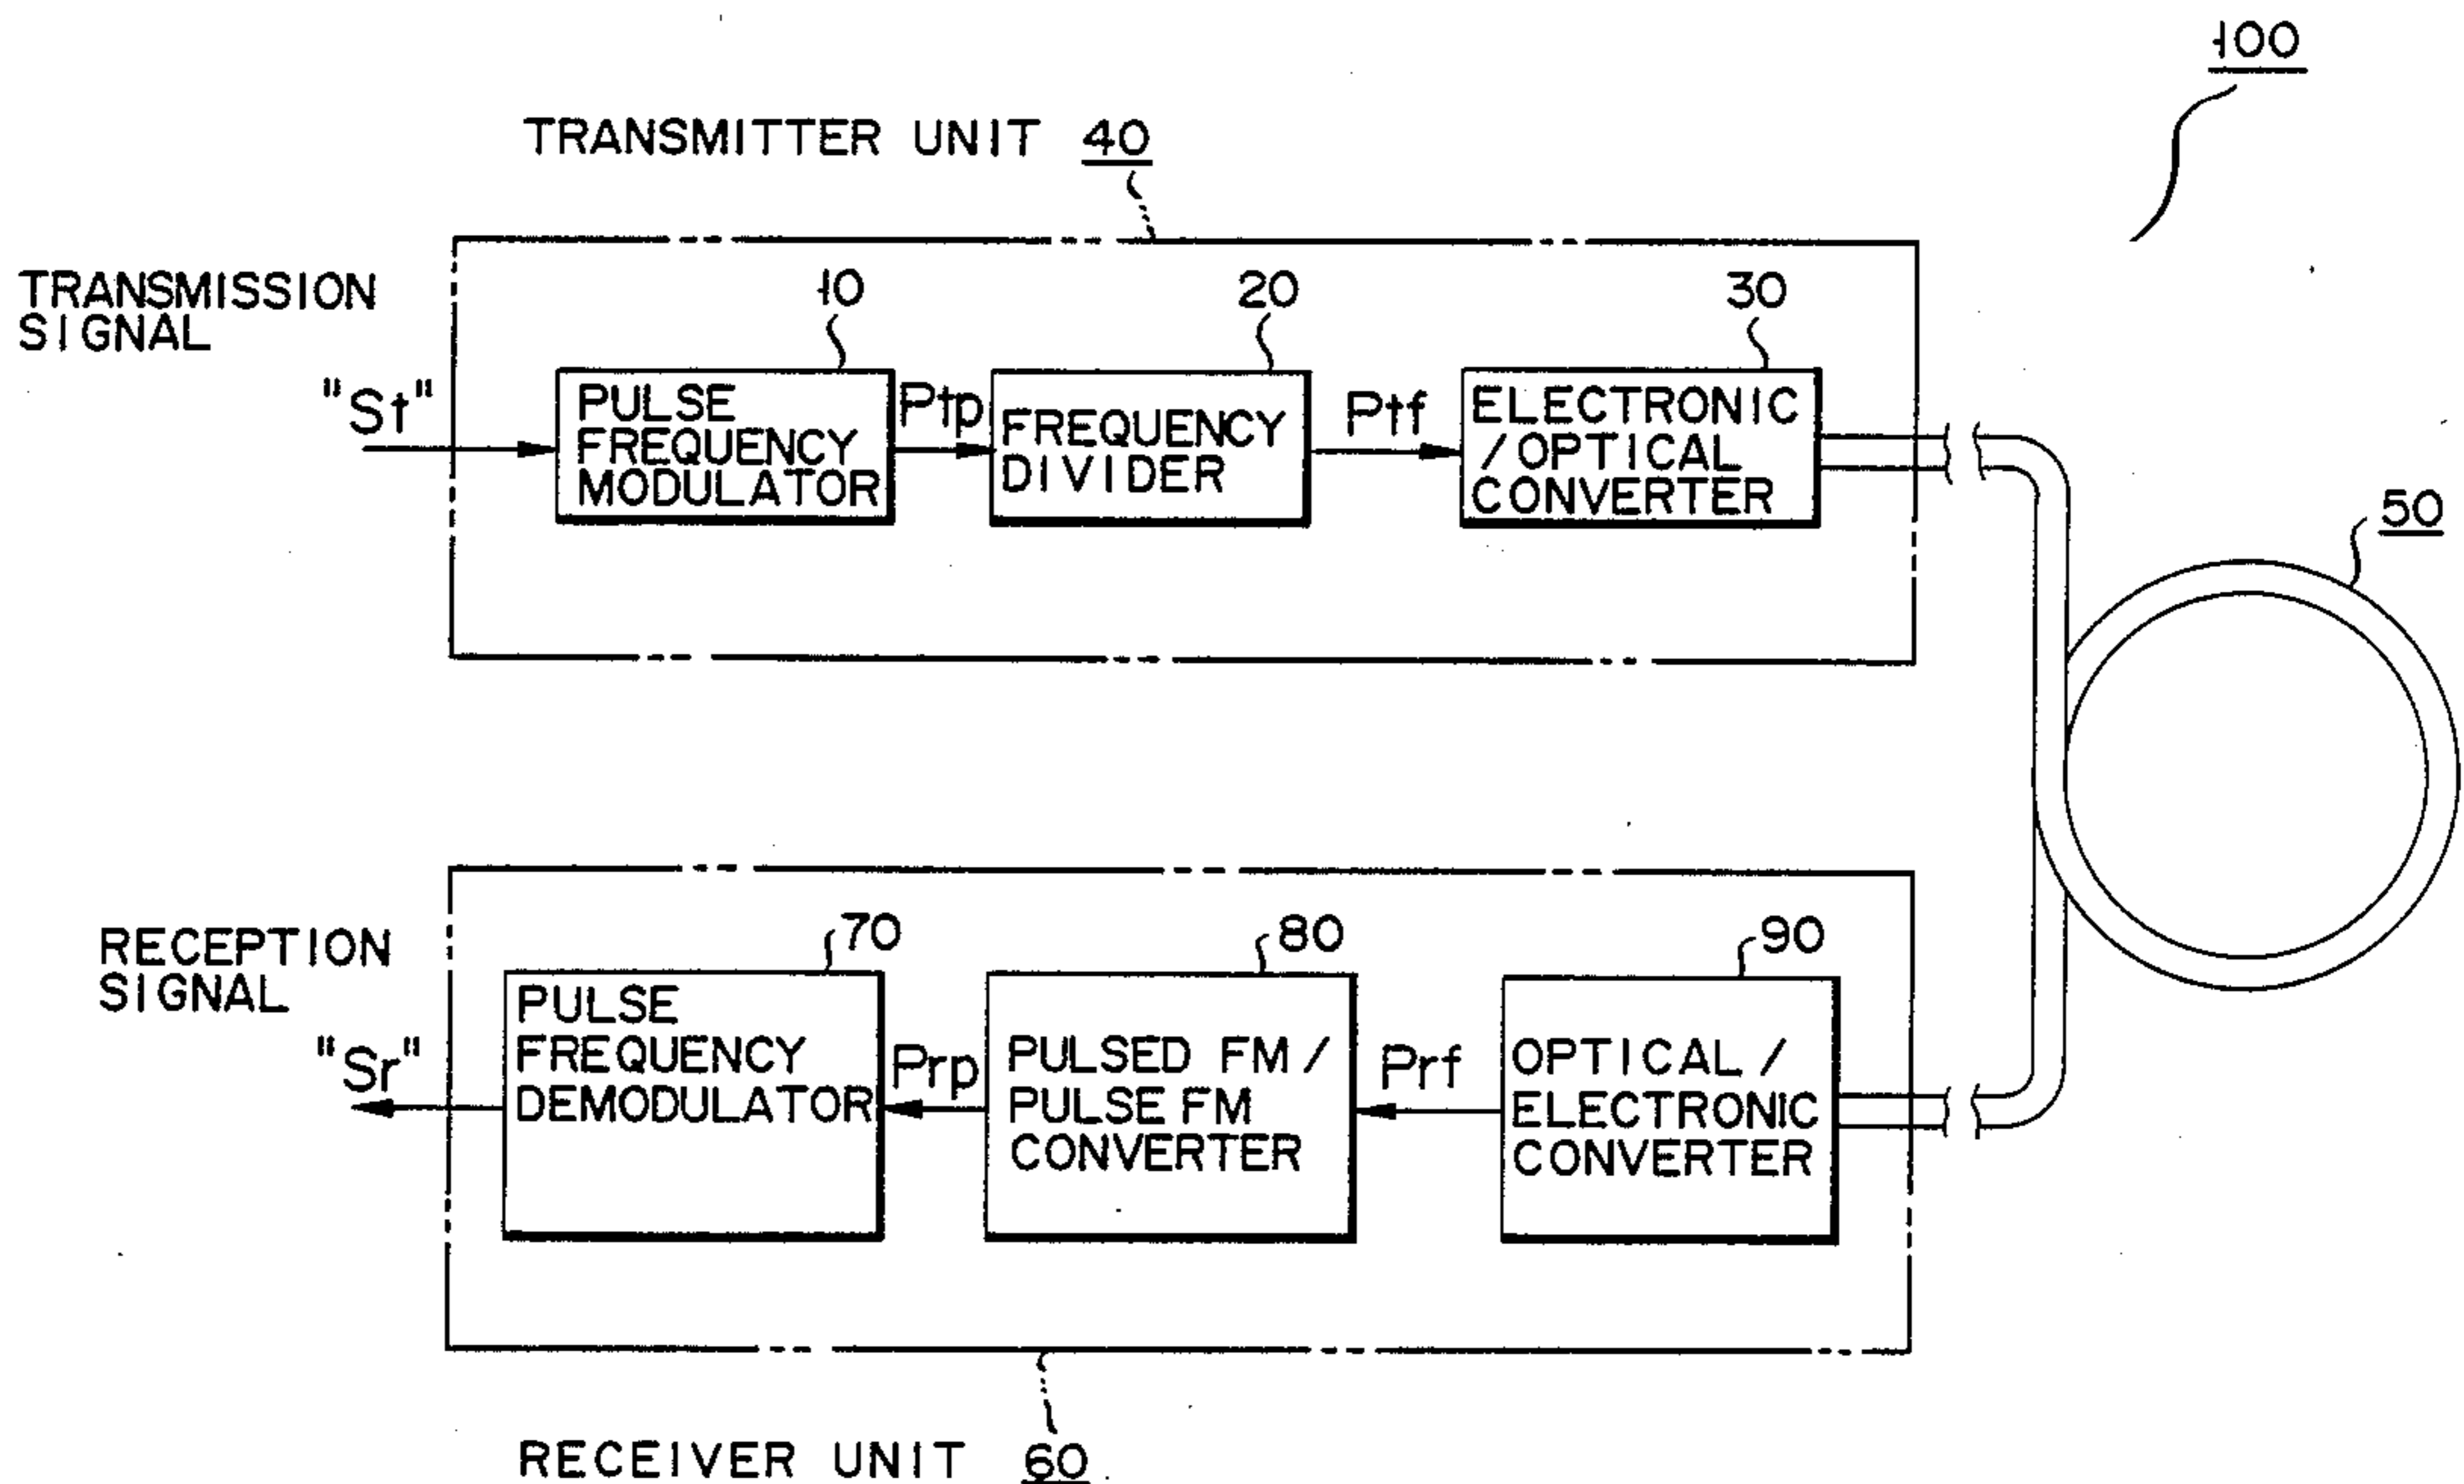 100
TRANSMITTER UNIT 40
TRANSMISSION
SIGNAL
"St"
10
PULSE
FREQUENCY
MODULATOR
Ptp
20
FREQUENCY
DIVIDER
Ptf
30
ELECTRONIC
/OPTICAL
CONVERTER
50
RECEPTION
SIGNAL
"Sr"
70
PULSE
FREQUENCY
DEMODULATOR
Prp
80
PULSED FM /
PULSE FM
CONVERTER
Prf
90
OPTICAL /
ELECTRONIC
CONVERTER
RECEIVER UNIT 60